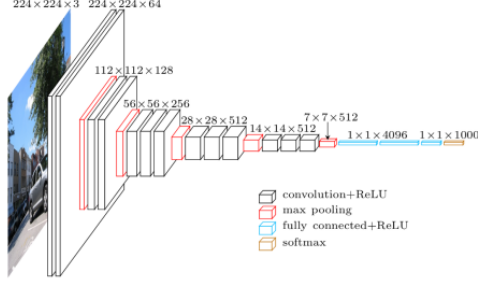 224×224×3 224×224×64
112×112×128
56×56×256
28×28×512
14×14×512
7×7×512
1×1×4096 1×1×1000
convolution+ReLU
max pooling
fully connected+ReLU
softmax